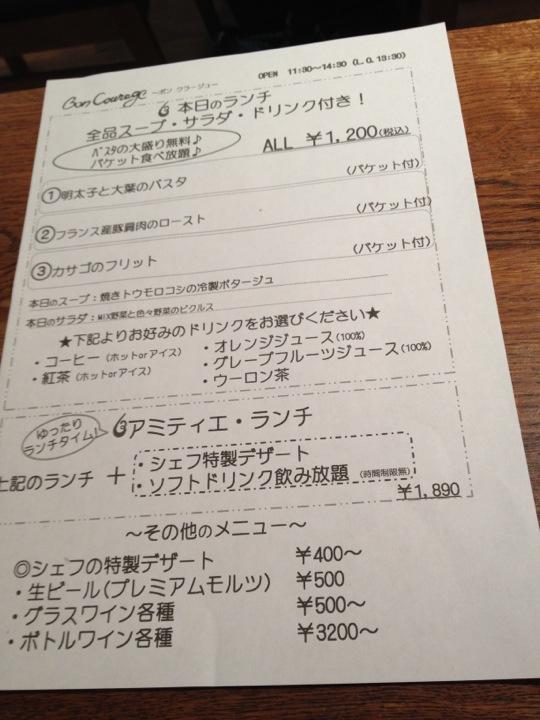 Bon Courage ～ボン クラージュー
OPEN 11:30～14:30 (L.O.13:30)
本日のランチ
全品スープ・サラダ・ドリンク付き！
パスタの大盛り無料♪
バケット食べ放題♪
ALL ￥1,200(税込)
①明太子と大葉のパスタ (バケット付)
②フランス産豚肩肉のロースト (バケット付)
③カサゴのフリット (バケット付)
本日のスープ：焼きトウモロコシの冷製ポタージュ
本日のサラダ：MIX野菜と色々野菜のピクルス
★下記よりお好みのドリンクをお選びください★
・コーヒー(ホットorアイス) ・オレンジジュース(100%)
・紅茶(ホットorアイス) ・グレープフルーツジュース(100%)
・ウーロン茶
ゆったり
ランチタイム！
アミティエ・ランチ
上記のランチ ＋ ・シェフ特製デザート
・ソフトドリンク飲み放題 (時間制限無)
￥1,890
～その他のメニュー～
◎シェフの特製デザート ￥400～
・生ビール(プレミアムモルツ) ￥500
・グラスワイン各種 ￥500～
・ボトルワイン各種 ￥3200～